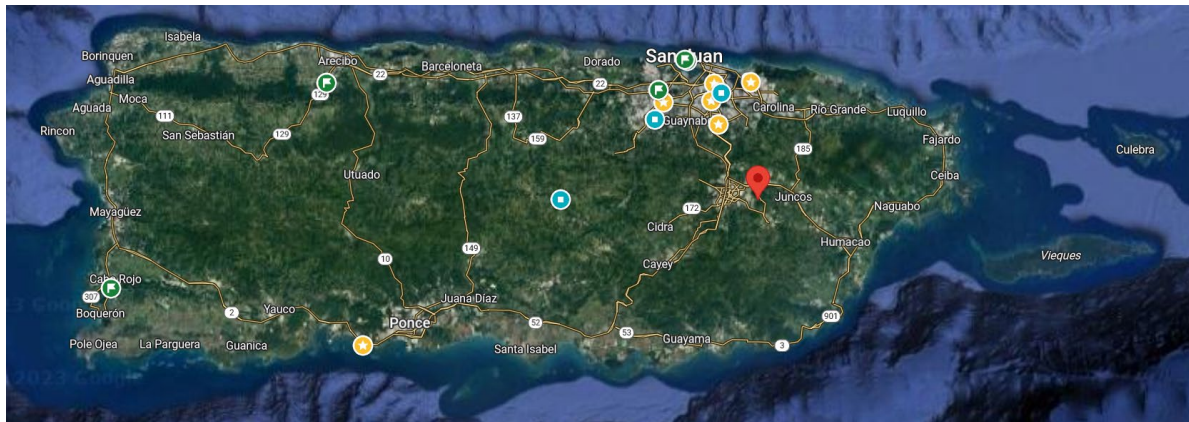 Isabela
Borinquen
Arecibo
Barceloneta
Dorado
San Juan
Aguadilla
22
22
Aguada
Moca
129
111
137
Carolina
Rio Grande
Luquillo
Rincon
San Sebastián
129
159
Guaynabo
185
Fajardo
Culebra
Utuado
Ceiba
Mayagüez
172
Juncos
Naguabo
Cidra
149
Humacao
10
Cayey
Vieques
Cabo Rojo
307
Boquerón
2
Yauco
Juana Díaz
Ponce
52
53
901
Pole Ojea
La Parguera
Guanica
Santa Isabel
Guayama
3